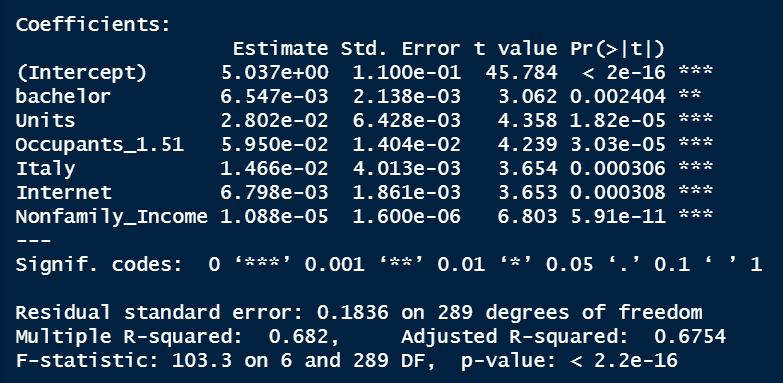 Coefficients:
                   Estimate Std. Error t value Pr(>|t|)
(Intercept)       5.037e+00  1.100e-01  45.784  < 2e-16 ***
bachelor          6.547e-03  2.138e-03   3.062 0.002404 **
Units             2.802e-02  6.428e-03   4.358 1.82e-05 ***
Occupants_1.51    5.950e-02  1.404e-02   4.239 3.03e-05 ***
Italy             1.466e-02  4.013e-03   3.654 0.000306 ***
Internet          6.798e-03  1.861e-03   3.653 0.000308 ***
Nonfamily_Income 1.088e-05  1.600e-06   6.803 5.91e-11 ***
---
Signif. codes:  0 ‘***’ 0.001 ‘**’ 0.01 ‘*’ 0.05 ‘.’ 0.1 ‘ ’ 1
Residual standard error: 0.1836 on 289 degrees of freedom
Multiple R-squared:  0.682,     Adjusted R-squared:  0.6754
F-statistic: 103.3 on 6 and 289 DF,  p-value: < 2.2e-16